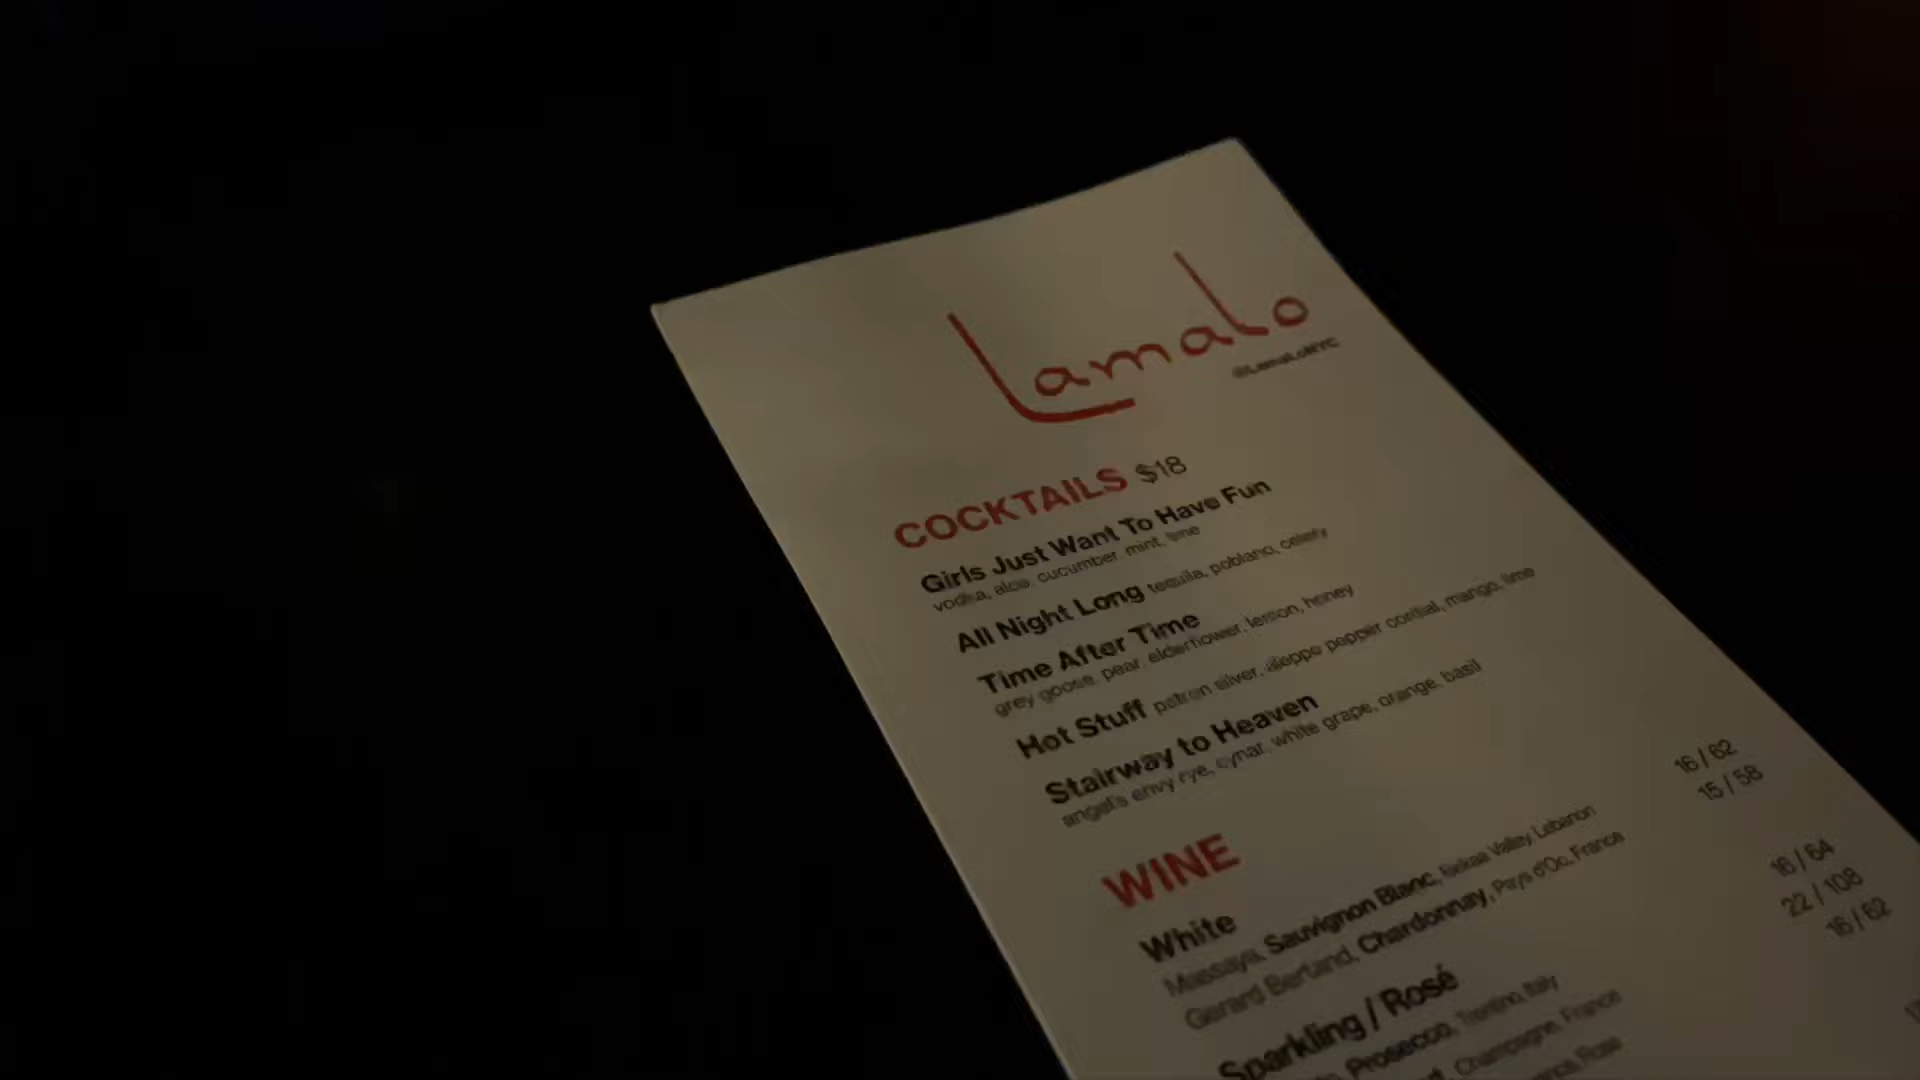 Lamalo
@LamaLoNYC
COCKTAILS $18
Girls Just Want To Have Fun
vodka, aloe, cucumber, mint, lime
All Night Long tequila, poblano, celery
Time After Time
grey goose, pear, elderflower, lemon, honey
Hot Stuff patron silver, aleppo pepper cordial, mango, lime
Stairway to Heaven
angel's envy rye, cynar, white grape, orange, basil
WINE
White
Massaya, Sauvignon Blanc, Bekaa Valley, Lebanon 16 / 62
Gerard Bertrand, Chardonnay, Pays d'Oc, France 15 / 58
Sparkling / Rosé
Prosecco, Trentino, Italy 16 / 64
Champagne, France 22 / 108
Rose 16 / 62